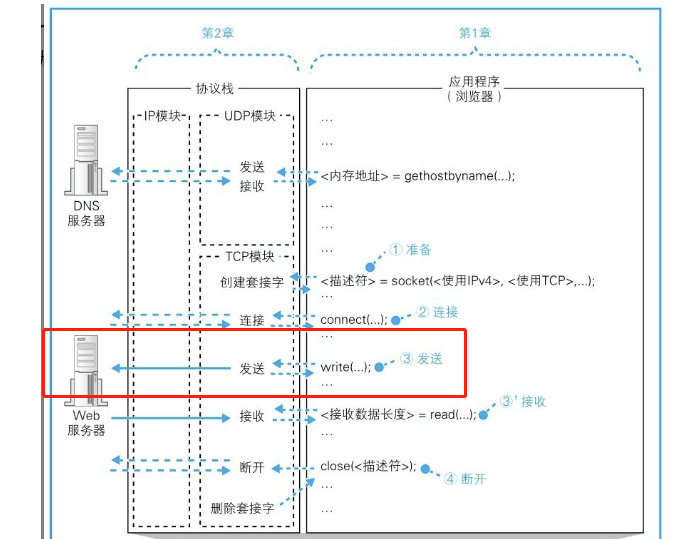 第2章
第1章
协议栈
应用程序
（浏览器）
IP模块
UDP模块
...
...
发送
接收
<内存地址> = gethostbyname(...);
DNS
服务器
...
...
...
TCP模块
① 准备
创建套接字
<描述符> = socket(<使用IPv4>, <使用TCP>,...);
...
连接
connect(...);
② 连接
...
发送
write(...);
③ 发送
...
Web
服务器
接收
<接收数据长度> = read(...);
③’接收
...
断开
close(<描述符>);
④ 断开
...
删除套接字
...